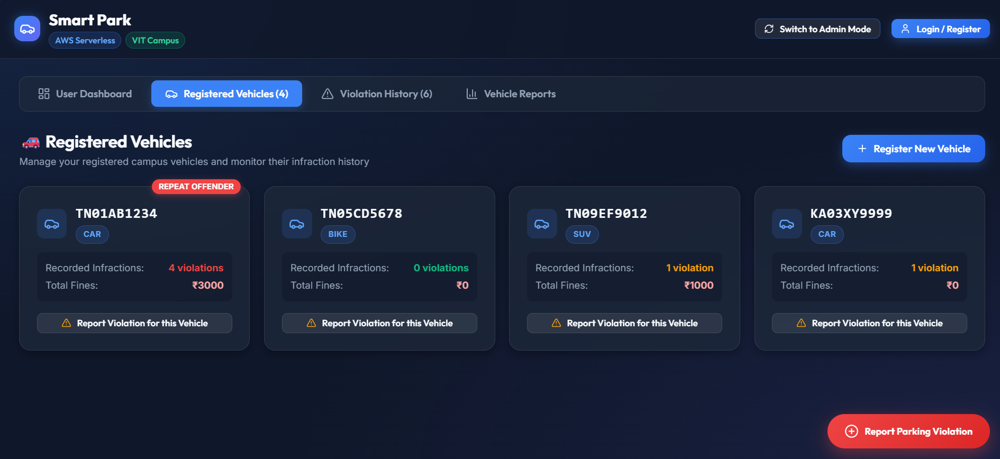 Smart Park
AWS Serverless VIT Campus
Switch to Admin Mode
Login / Register
User Dashboard
Registered Vehicles (4)
Violation History (6)
Vehicle Reports
Registered Vehicles
Manage your registered campus vehicles and monitor their infraction history
+ Register New Vehicle
REPEAT OFFENDER
TN01AB1234
CAR
Recorded Infractions: 4 violations
Total Fines: ₹3000
Report Violation for this Vehicle
TN05CD5678
BIKE
Recorded Infractions: 0 violations
Total Fines: ₹0
Report Violation for this Vehicle
TN09EF9012
SUV
Recorded Infractions: 1 violation
Total Fines: ₹1000
Report Violation for this Vehicle
KA03XY9999
CAR
Recorded Infractions: 1 violation
Total Fines: ₹0
Report Violation for this Vehicle
Report Parking Violation